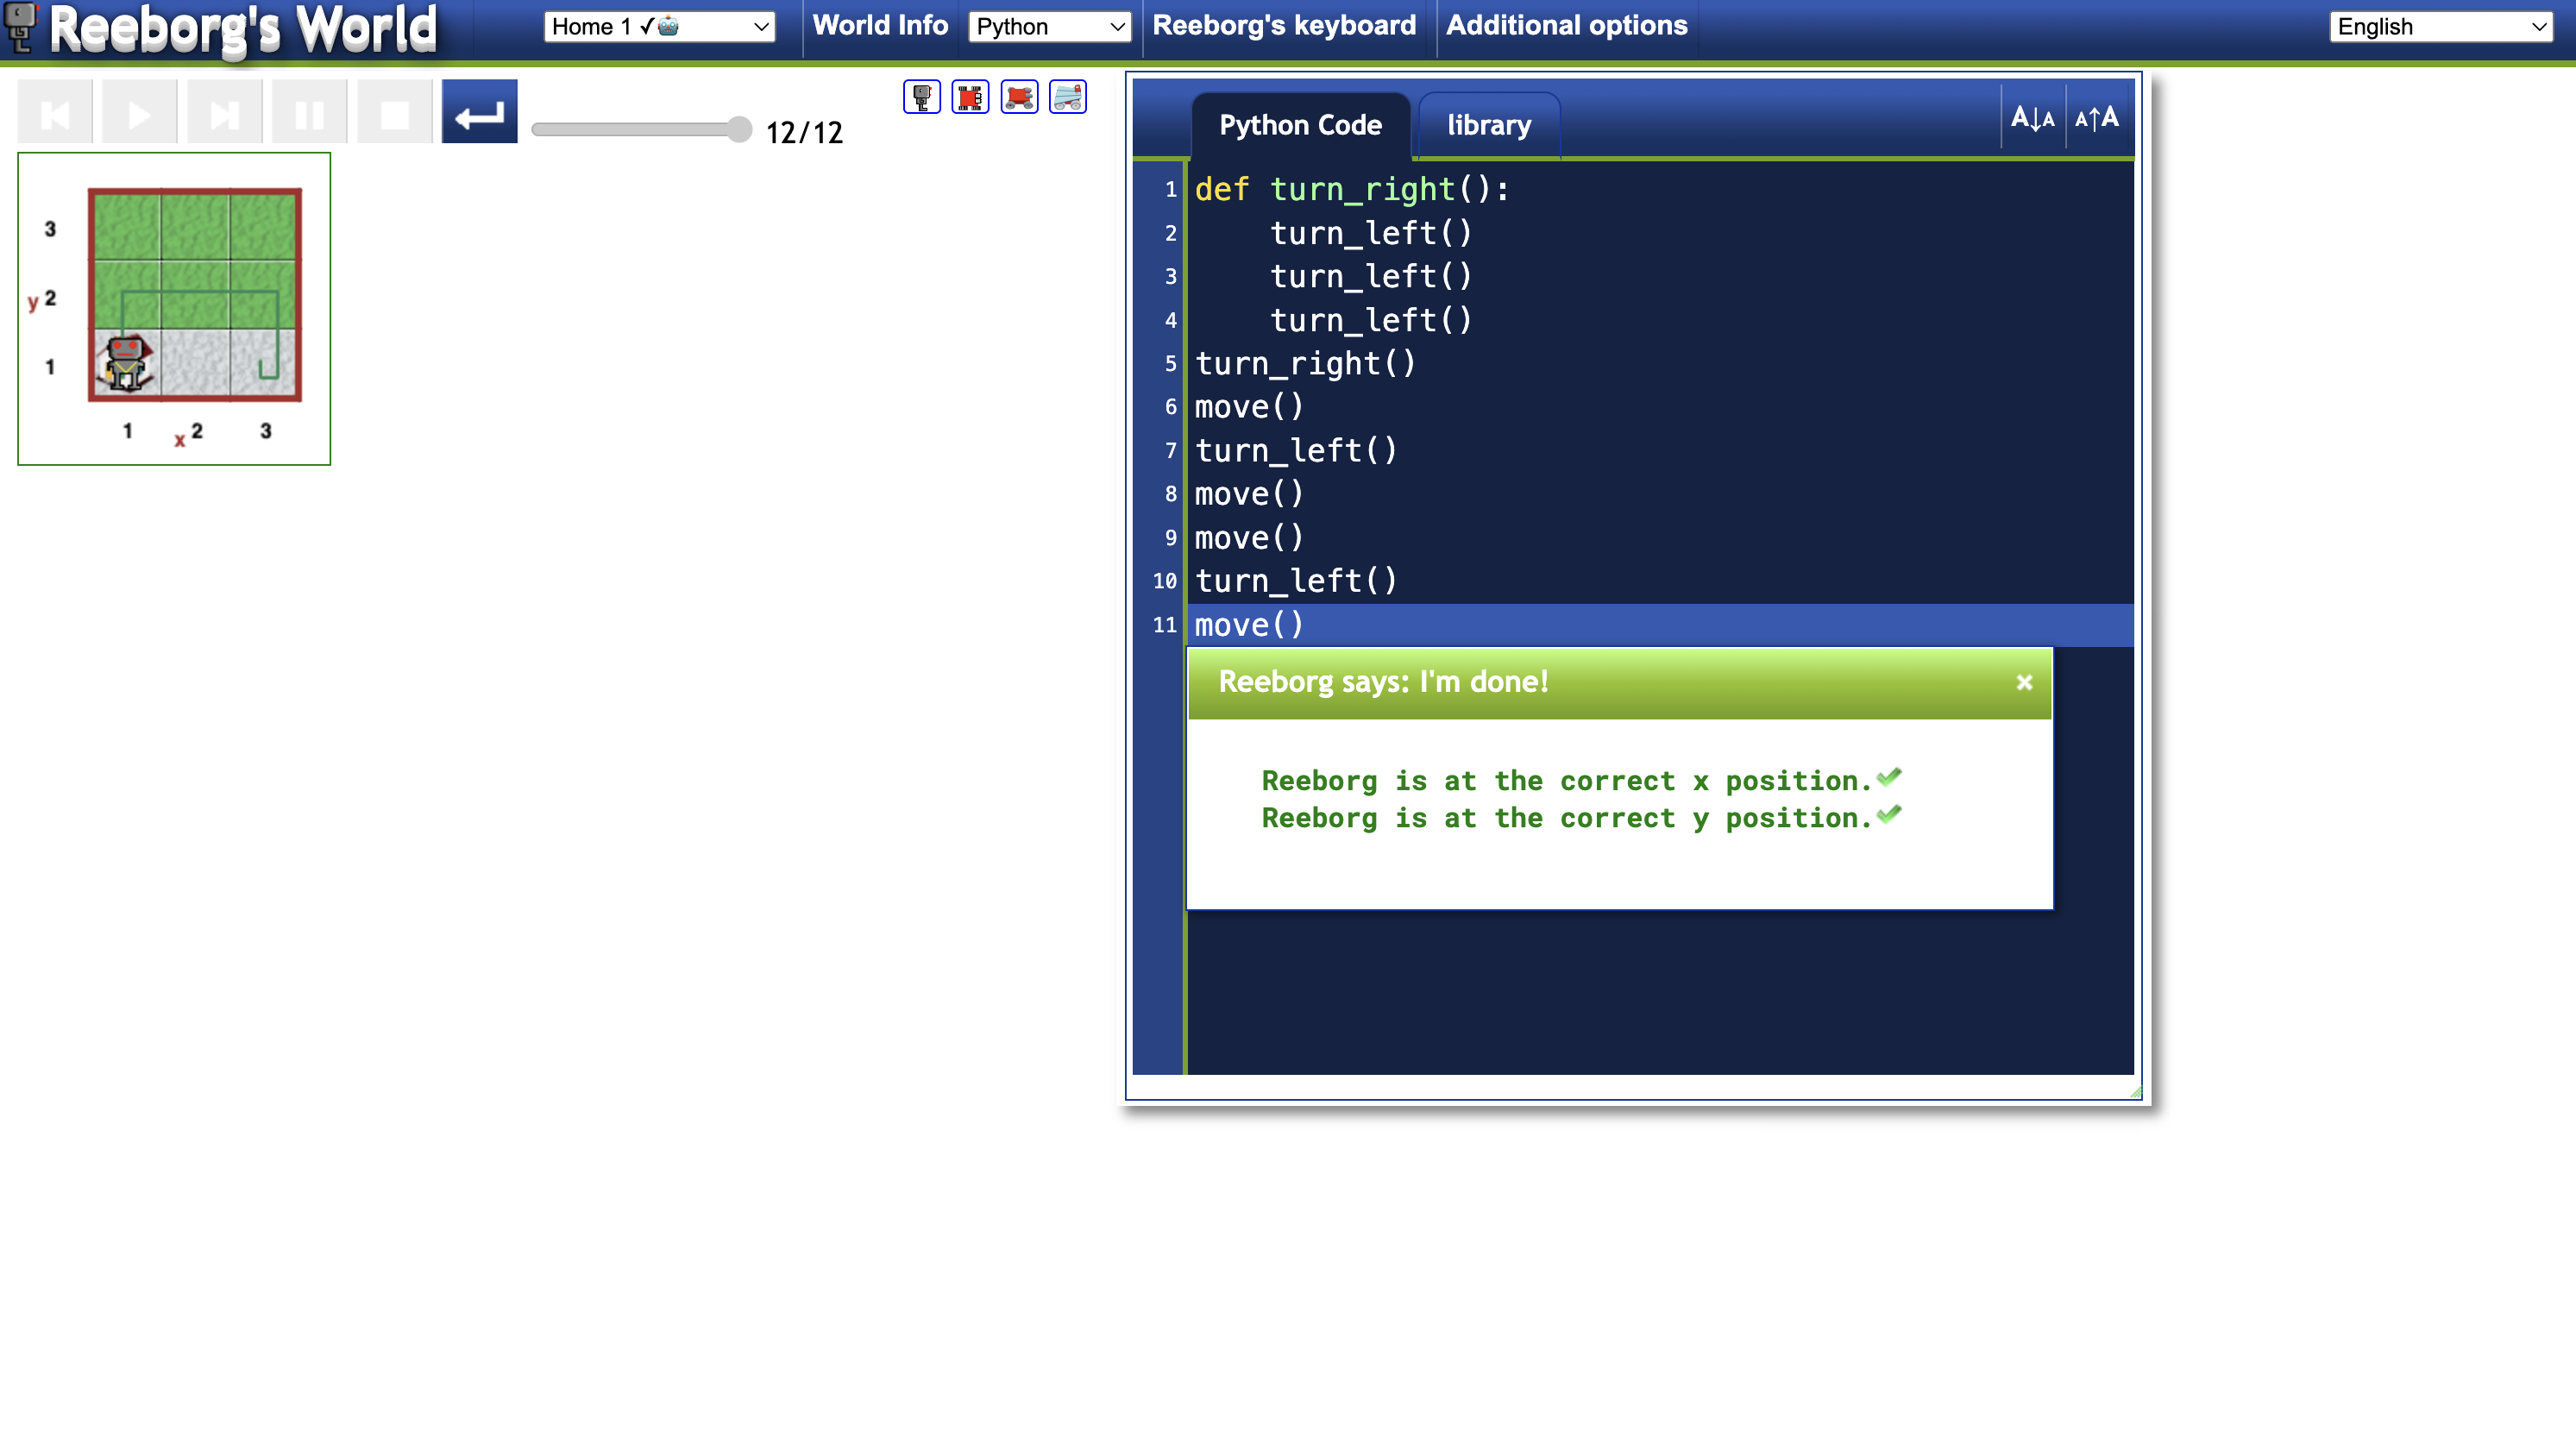 Reeborg's World
Home 1 ✓🤖
World Info
Python
Reeborg's keyboard
Additional options
English
12/12
3
y 2
1
1
x 2
3
Python Code
library
A↓A
A↑A
1 def turn_right():
2     turn_left()
3     turn_left()
4     turn_left()
5 turn_right()
6 move()
7 turn_left()
8 move()
9 move()
10 turn_left()
11 move()
Reeborg says: I'm done!
×
Reeborg is at the correct x position.✔
Reeborg is at the correct y position.✔